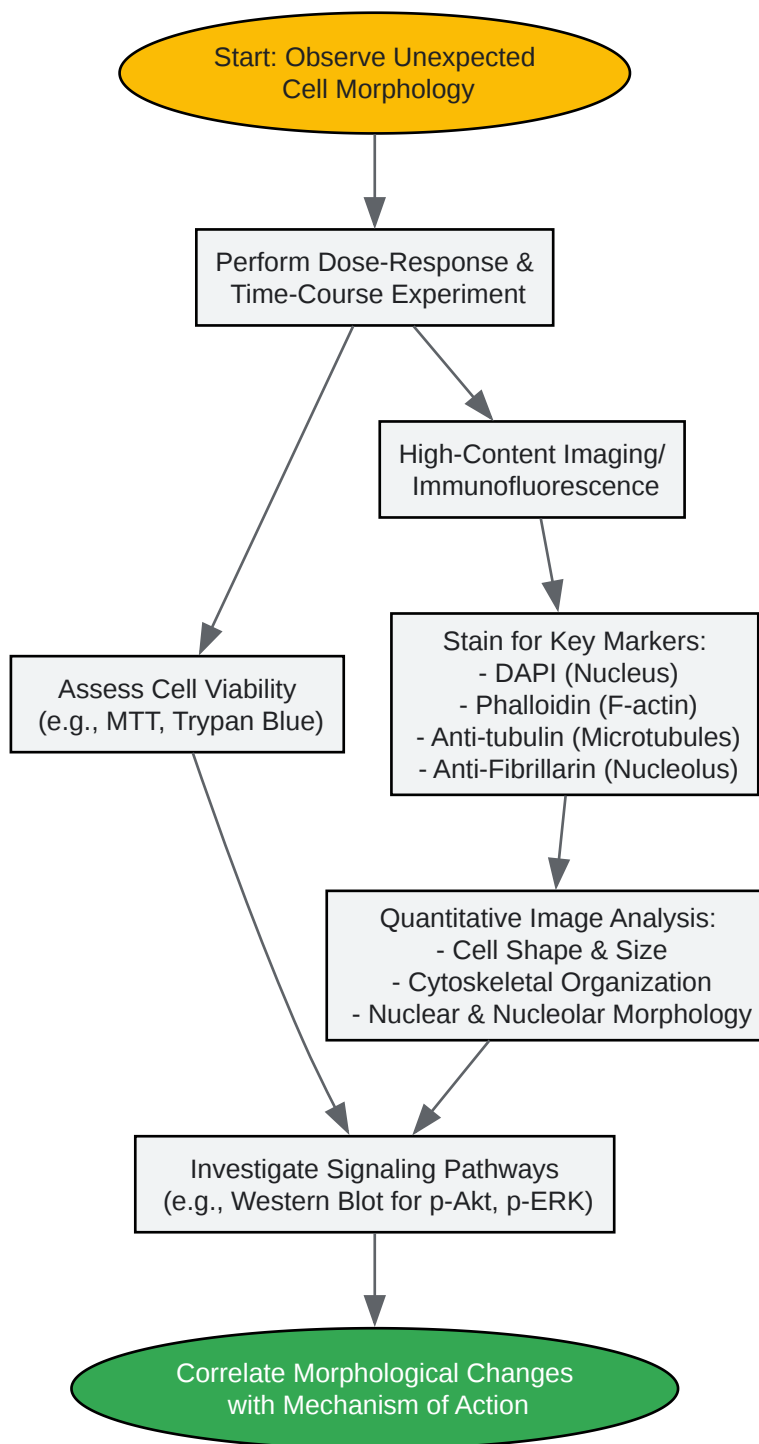 Start: Observe Unexpected
Cell Morphology
Perform Dose-Response &
Time-Course Experiment
High-Content Imaging/
Immunofluorescence
Assess Cell Viability
(e.g., MTT, Trypan Blue)
Stain for Key Markers:
- DAPI (Nucleus)
- Phalloidin (F-actin)
- Anti-tubulin (Microtubules)
- Anti-Fibrillarin (Nucleolus)
Quantitative Image Analysis:
- Cell Shape & Size
- Cytoskeletal Organization
- Nuclear & Nucleolar Morphology
Investigate Signaling Pathways
(e.g., Western Blot for p-Akt, p-ERK)
Correlate Morphological Changes
with Mechanism of Action